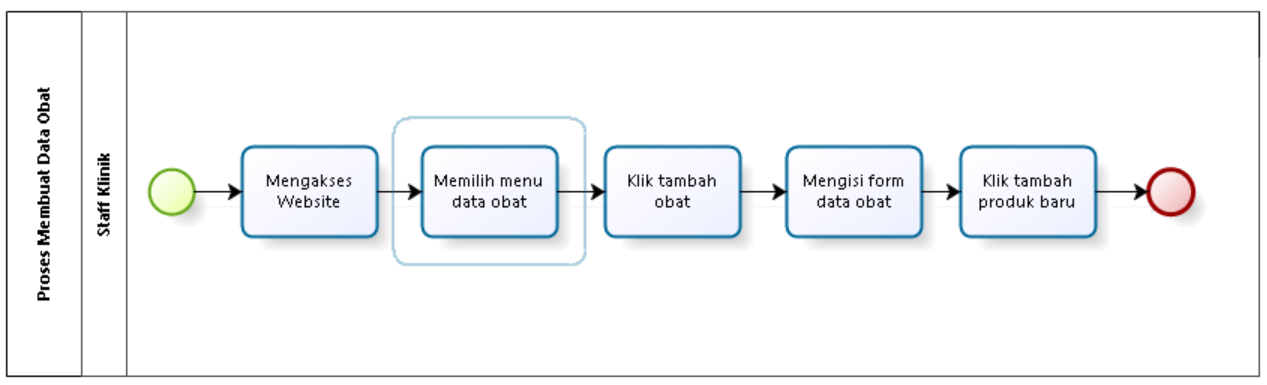 Proses Membuat Data Obat
Staff Klinik
Mengakses
Website
Memilih menu
data obat
Klik tambah
obat
Mengisi form
data obat
Klik tambah
produk baru